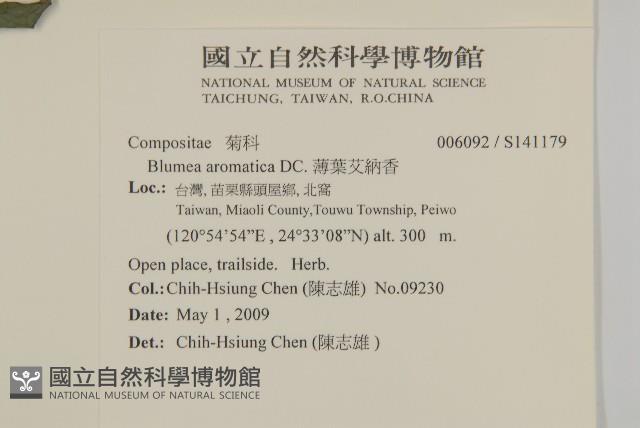 國立自然科學博物館
NATIONAL MUSEUM OF NATURAL SCIENCE
TAICHUNG, TAIWAN, R.O.CHINA
Compositae 菊科 006092 / S141179
Blumea aromatica DC. 薄葉艾納香
Loc.: 台灣, 苗栗縣頭屋鄉, 北窩
Taiwan, Miaoli County,Touwu Township, Peiwo
(120°54’54”E , 24°33’08”N) alt. 300 m.
Open place, trailside. Herb.
Col.: Chih-Hsiung Chen (陳志雄) No.09230
Date: May 1 , 2009
Det.: Chih-Hsiung Chen (陳志雄 )
國立自然科學博物館
NATIONAL MUSEUM OF NATURAL SCIENCE